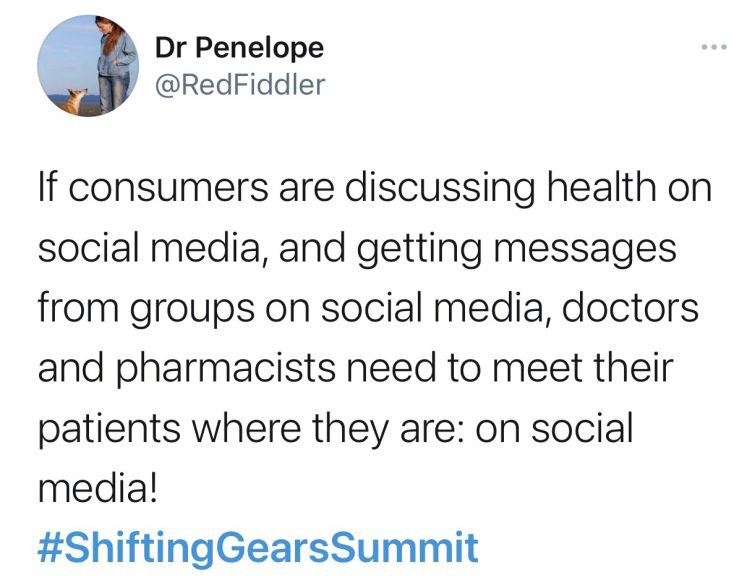 Dr Penelope
@RedFiddler
If consumers are discussing health on
social media, and getting messages
from groups on social media, doctors
and pharmacists need to meet their
patients where they are: on social
media!
#ShiftingGearsSummit